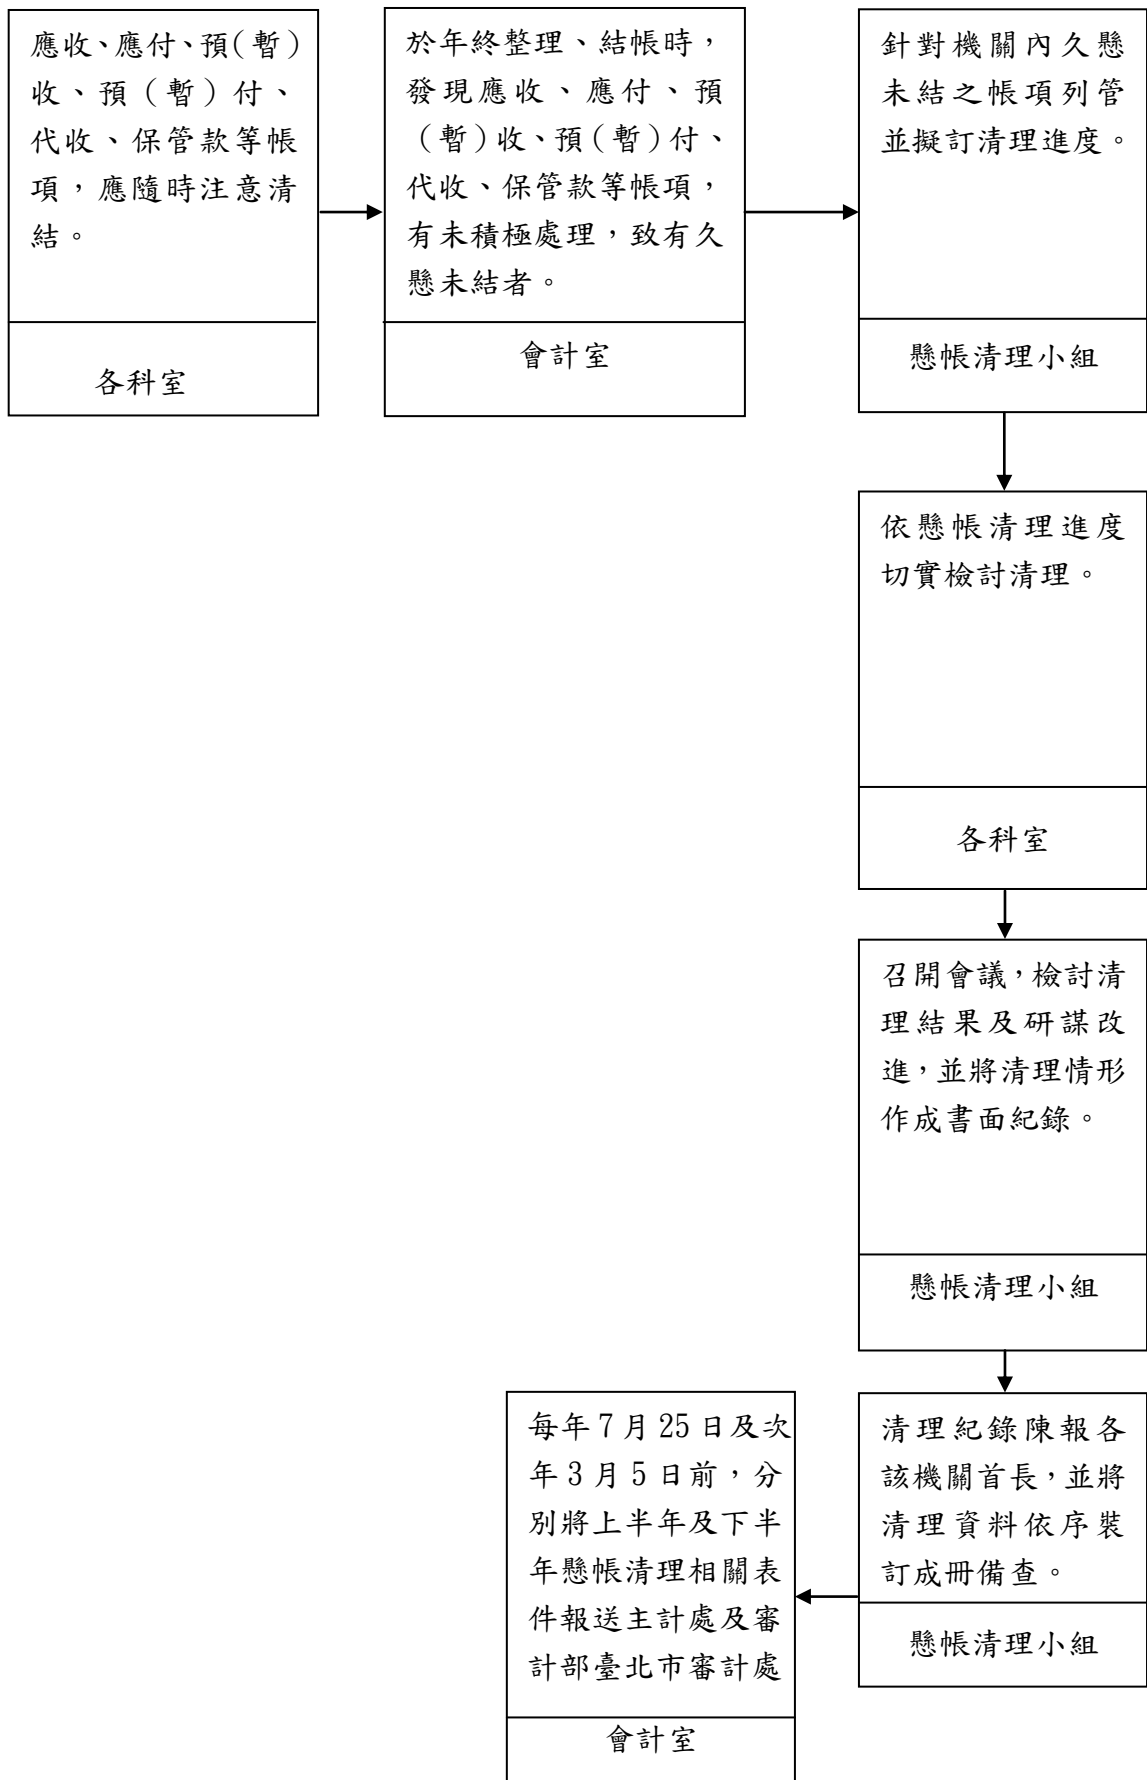 應收、應付、預(暫)
收、預(暫)付、
代收、保管款等帳
項，應隨時注意清
結。
各科室
於年終整理、結帳時，
發現應收、應付、預
(暫)收、預(暫)付、
代收、保管款等帳項，
有未積極處理，致有久
懸未結者。
會計室
針對機關內久懸
未結之帳項列管
並擬訂清理進度。
懸帳清理小組
依懸帳清理進度
切實檢討清理。
各科室
召開會議，檢討清
理結果及研謀改
進，並將清理情形
作成書面紀錄。
懸帳清理小組
清理紀錄陳報各
該機關首長，並將
清理資料依序裝
訂成冊備查。
懸帳清理小組
每年7月25日及次
年3月5日前，分
別將上半年及下半
年懸帳清理相關表
件報送主計處及審
計部臺北市審計處
會計室